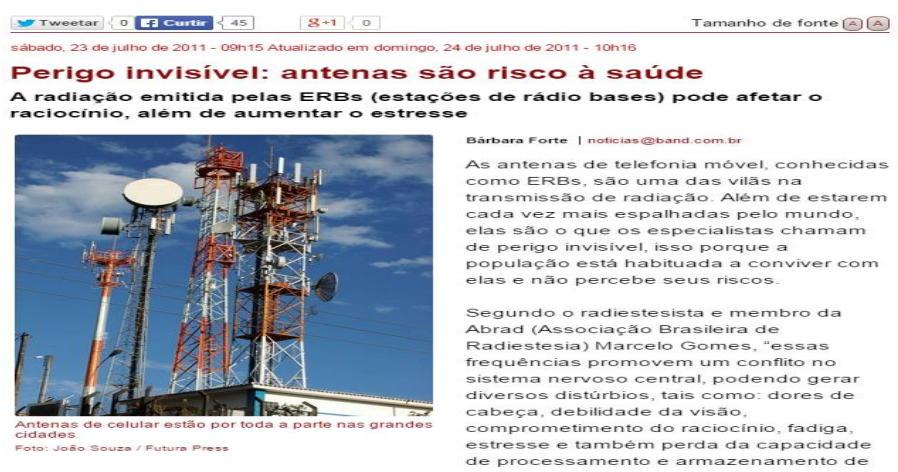 Tweetar 0 Curtir 45 8+1 0 Tamanho de fonte A A
sábado, 23 de julho de 2011 - 09h15 Atualizado em domingo, 24 de julho de 2011 - 10h16
Perigo invisível: antenas são risco à saúde
A radiação emitida pelas ERBs (estações de rádio bases) pode afetar o
raciocínio, além de aumentar o estresse
Antenas de celular estão por toda a parte nas grandes
cidades
Foto: João Souza / Futura Press
Bárbara Forte | noticias@band.com.br
As antenas de telefonia móvel, conhecidas
como ERBs, são uma das vilãs na
transmissão de radiação. Além de estarem
cada vez mais espalhadas pelo mundo,
elas são o que os especialistas chamam
de perigo invisível, isso porque a
população está habituada a conviver com
elas e não percebe seus riscos.
Segundo o radiestesista e membro da
Abrad (Associação Brasileira de
Radiestesia) Marcelo Gomes, "essas
frequências promovem um conflito no
sistema nervoso central, podendo gerar
diversos distúrbios, tais como: dores de
cabeça, debilidade da visão,
comprometimento do raciocínio, fadiga,
estresse e também perda da capacidade
de processamento e armazenamento de